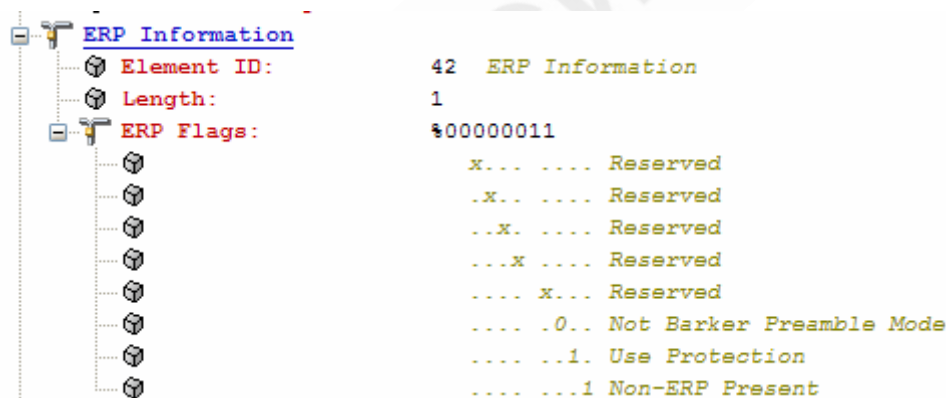 ERP Information
Element ID: 42 ERP Information
Length: 1
ERP Flags: %00000011
x... .... Reserved
.x.. .... Reserved
..x. .... Reserved
...x .... Reserved
.... x... Reserved
.... .0.. Not Barker Preamble Mode
.... ..1. Use Protection
.... ...1 Non-ERP Present